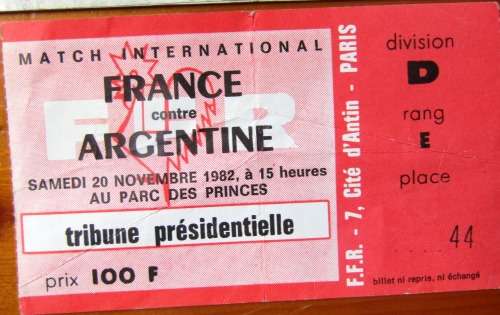 MATCH INTERNATIONAL
FRANCE
contre
ARGENTINE
F.F.R
SAMEDI 20 NOVEMBRE 1982, à 15 heures
AU PARC DES PRINCES
tribune présidentielle
prix 100 F
F.F.R. - 7, Cité d'Antin - PARIS
division
D
rang
E
place
44
billet ni repris, ni échangé